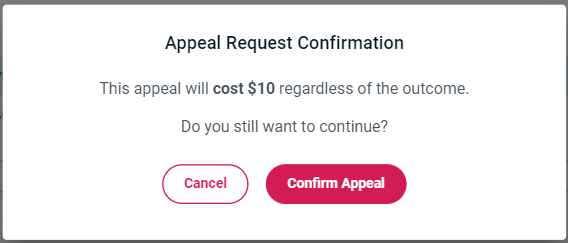 Appeal Request Confirmation
This appeal will cost $10 regardless of the outcome.
Do you still want to continue?
Cancel
Confirm Appeal